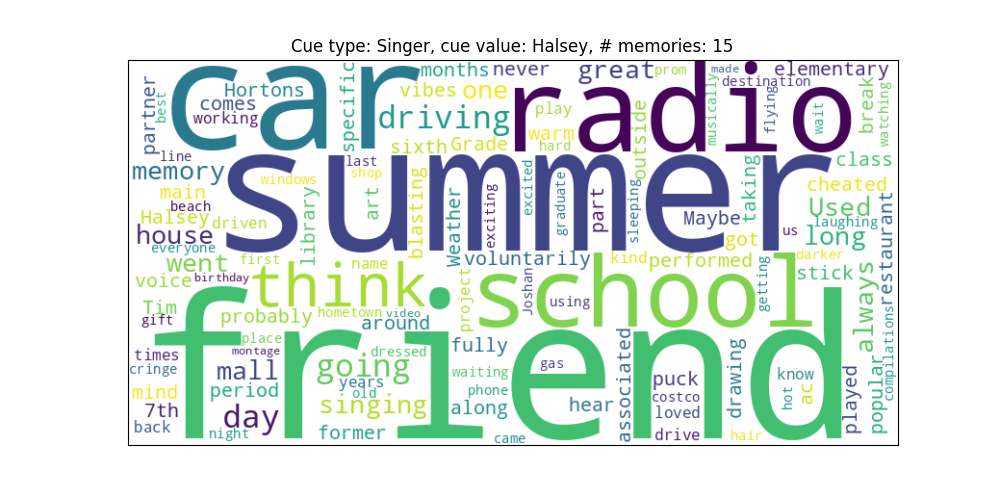 Cue type: Singer, cue value: Halsey, # memories: 15
car
radio
summer
friend
school
think
months
never
great
prom
made
elementary
destination
Hortons
comes
working
partner
best
specific
vibes
one
driving
play
warm
hard
sixth
Grade
outside
musically
flying
wait
break
watching
line
memory
last
shop
windows
main
beach
Halsey
driven
house
everyone
library
art
blasting
Weather
exciting
excited
graduate
part
sleeping
Maybe
taking
class
cheated
Used
laughing
us
long
restaurant
went
first
voluntarily
kind
performed
got
darker
stick
voice
birthday
name
project
Joshan
using
getting
always
Tim
gift
probably
hometown
video
around
place
times
montage
dressed
fully
gas
cringe
mall
going
waiting
associated
drawing
know
compilations
popular
mind
period
years
old
phone
puck
costco
hot
ac
played
7th
day
singing
along
hear
loved
back
night
former
came
drive
hair